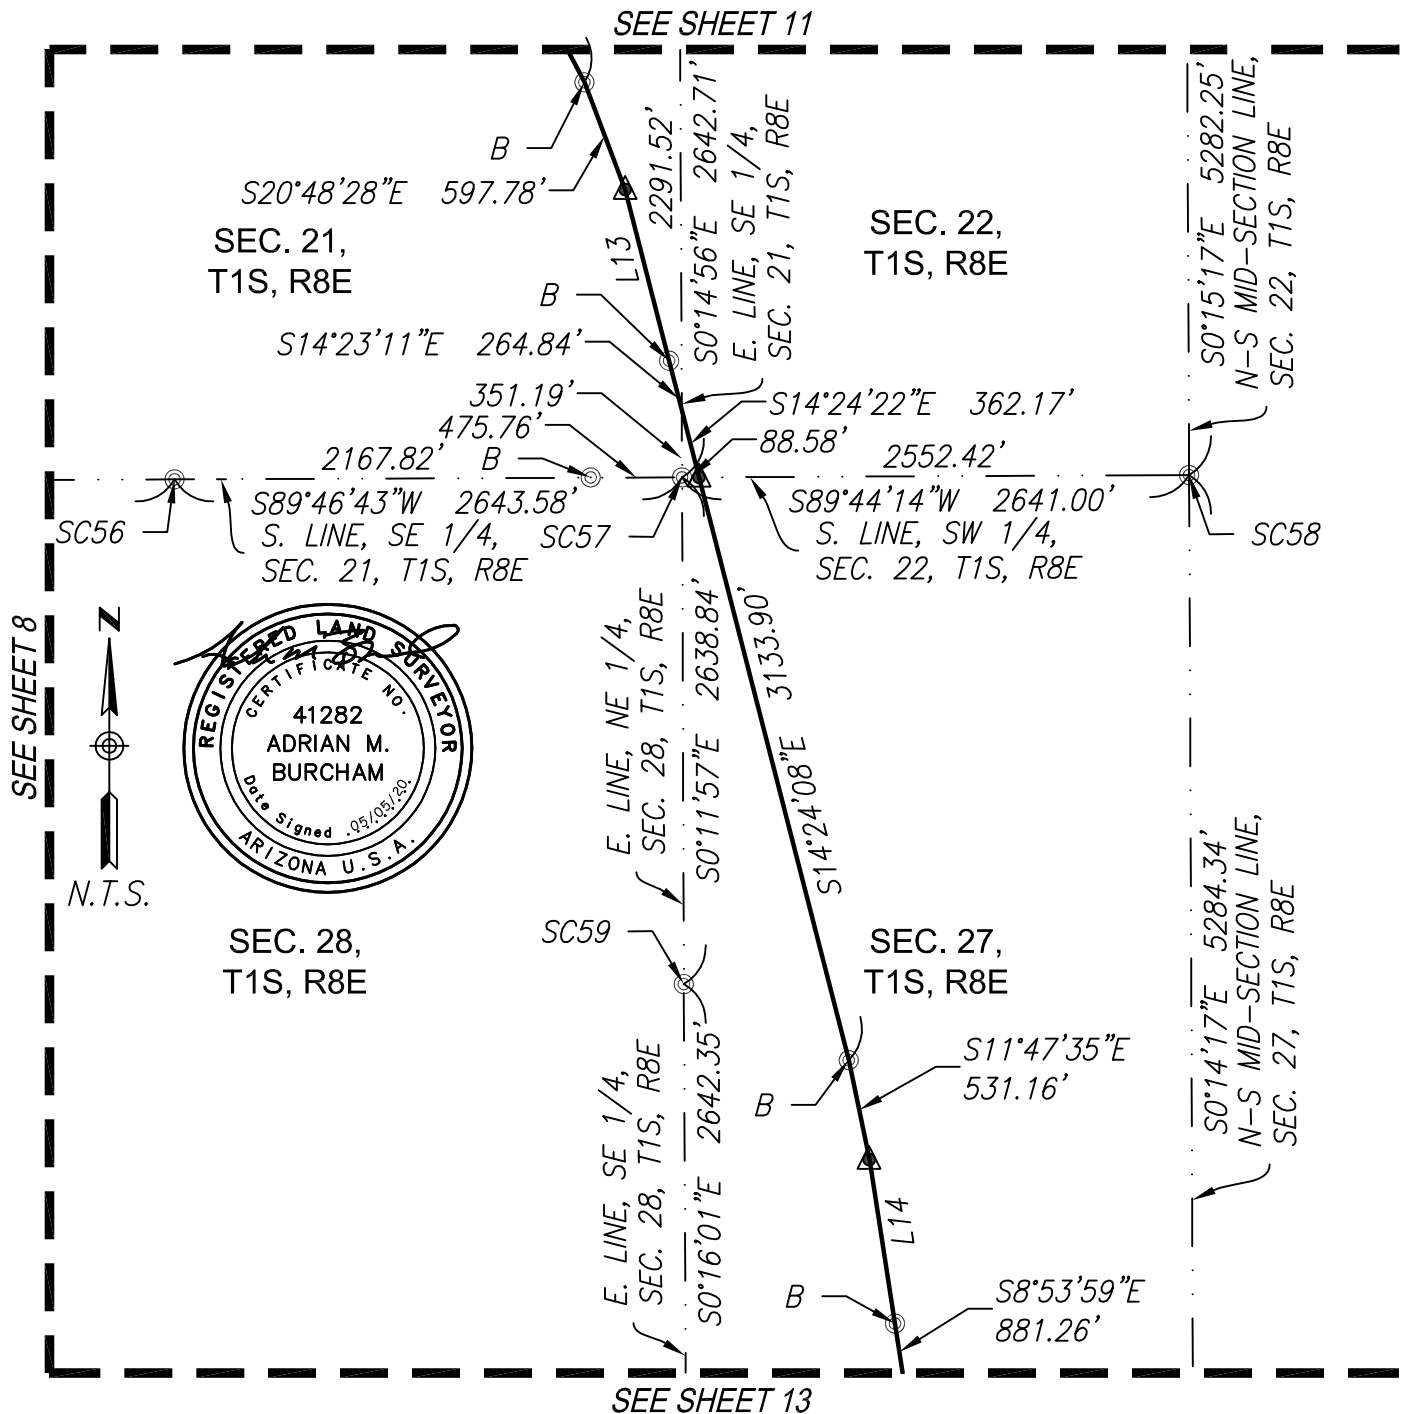 SEE SHEET 11
B
S20°48'28"E 597.78'
SEC. 21,
T1S, R8E
L13
2291.52'
S0°14'56"E 2642.71'
E. LINE, SE 1/4,
SEC. 21, T1S, R8E
SEC. 22,
T1S, R8E
S0°15'17"E 5282.25'
N-S MID-SECTION LINE,
SEC. 22, T1S, R8E
B
S14°23'11"E 264.84'
351.19'
475.76'
S14°24'22"E 362.17'
88.58'
2167.82'
B
2552.42'
S89°46'43"W 2643.58'
S. LINE, SE 1/4,
SEC. 21, T1S, R8E
SC56
SC57
S89°44'14"W 2641.00'
S. LINE, SW 1/4,
SEC. 22, T1S, R8E
SC58
SEE SHEET 8
N
N.T.S.
REGISTERED LAND SURVEYOR
CERTIFICATE NO.
41282
ADRIAN M.
BURCHAM
Date Signed 05/05/20
ARIZONA U.S.A.
E. LINE, NE 1/4,
SEC. 28, T1S, R8E
S0°11'57"E 2638.84'
S14°24'08"E 3133.90'
SEC. 28,
T1S, R8E
SC59
SEC. 27,
T1S, R8E
S0°14'17"E 5284.34'
N-S MID-SECTION LINE,
SEC. 27, T1S, R8E
E. LINE, SE 1/4,
SEC. 28, T1S, R8E
S0°16'01"E 2642.35'
B
S11°47'35"E
531.16'
L14
B
S8°53'59"E
881.26'
SEE SHEET 13